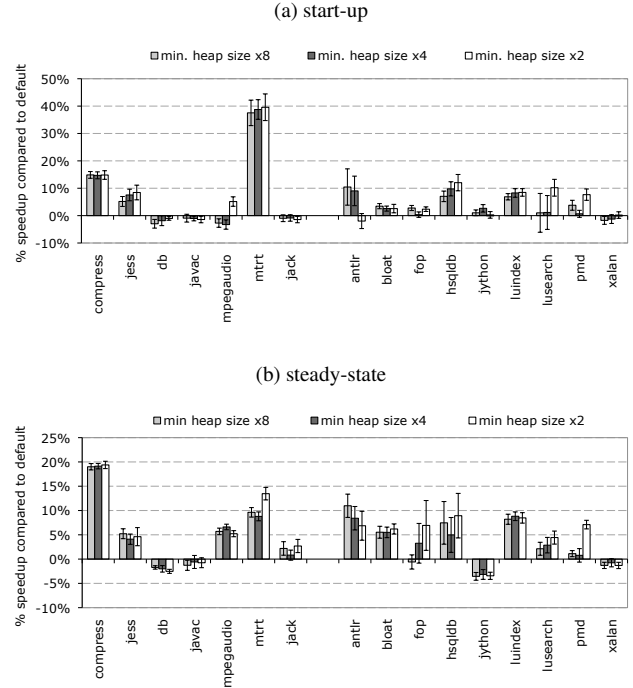 (a) start-up
min. heap size x8 min. heap size x4 min. heap size x2
% speedup compared to default
50%
40%
30%
20%
10%
0%
-10%
compress jess db javac mpegaudio mtrt jack antlr bloat fop hsqldb jython luindex lusearch pmd xalan
(b) steady-state
min heap size x8 min heap size x4 min heap size x2
% speedup compared to default
25%
20%
15%
10%
5%
0%
-5%
-10%
compress jess db javac mpegaudio mtrt jack antlr bloat fop hsqldb jython luindex lusearch pmd xalan